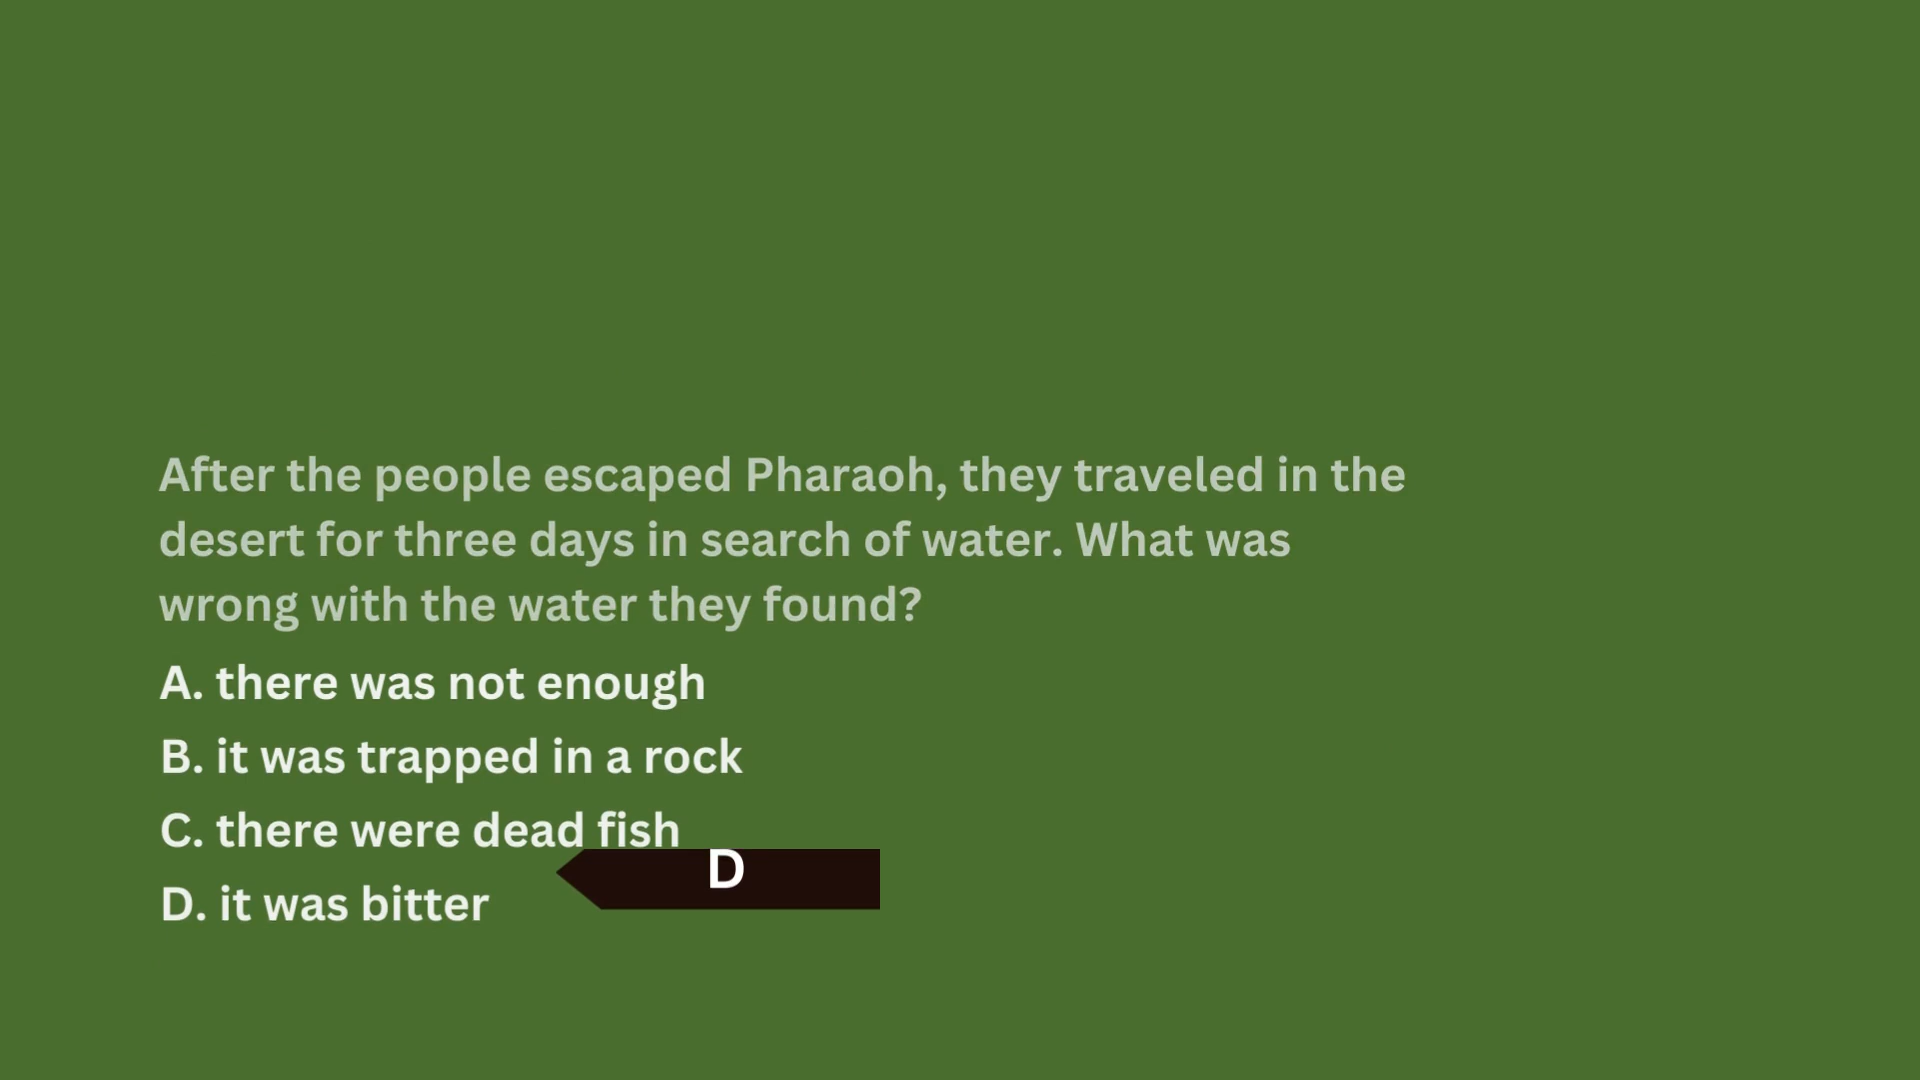 After the people escaped Pharaoh, they traveled in the
desert for three days in search of water. What was
wrong with the water they found?
A. there was not enough
B. it was trapped in a rock
C. there were dead fish
D
D. it was bitter